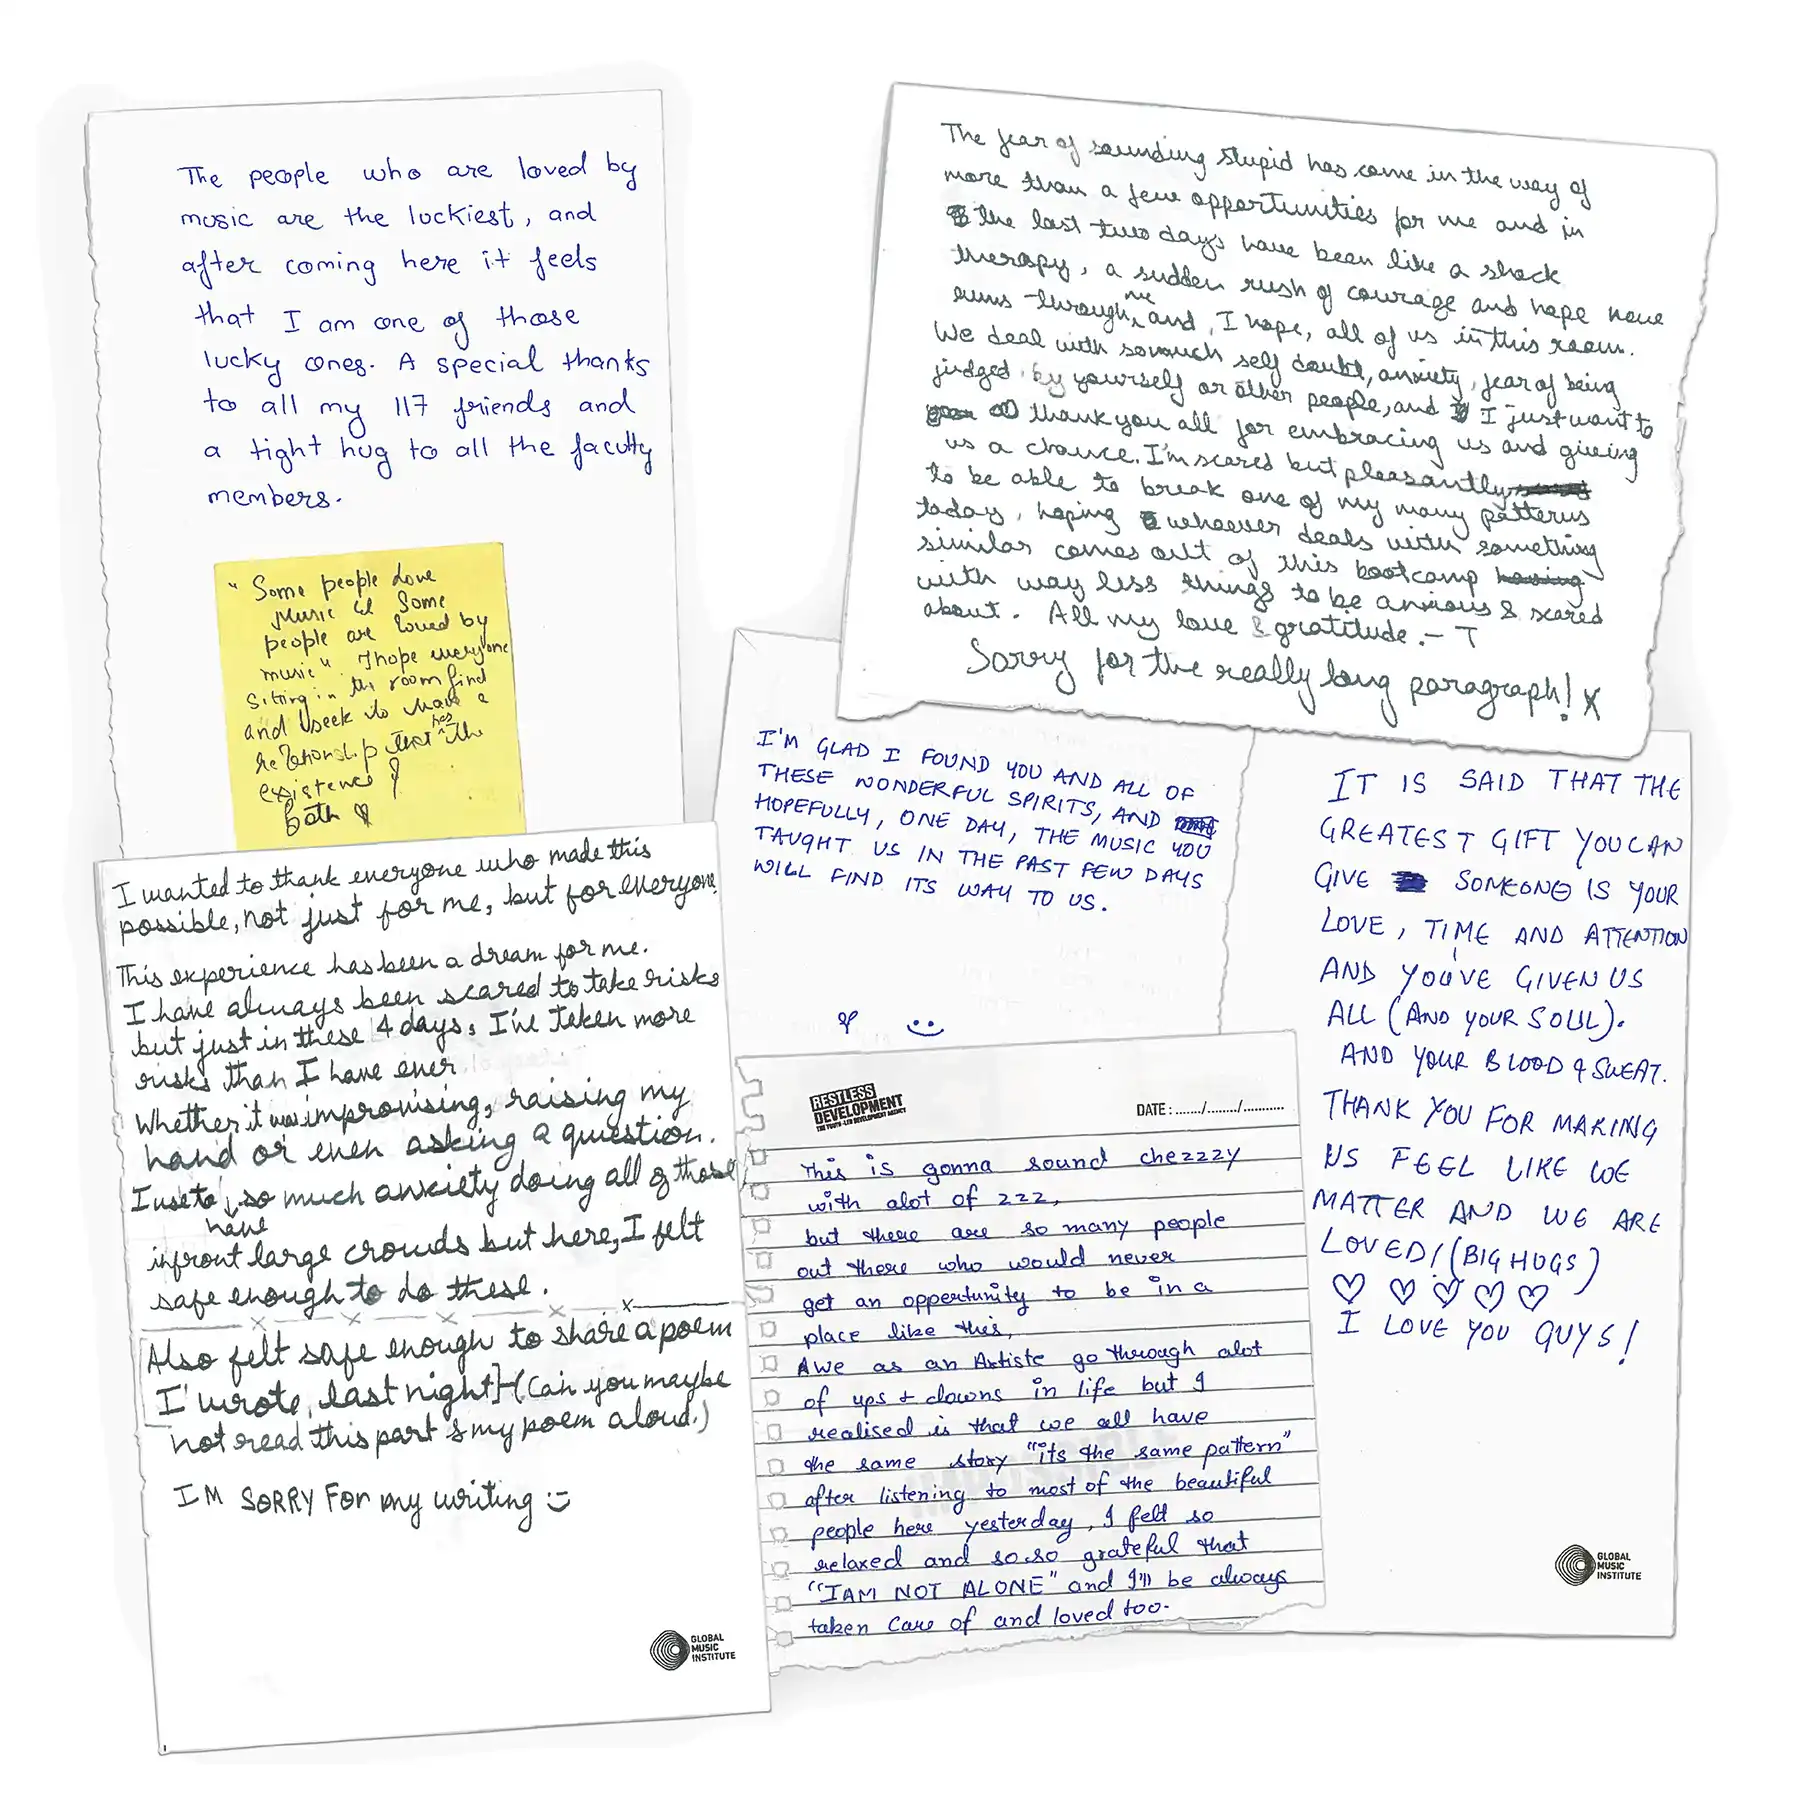 The people who are loved by
music are the luckiest, and
after coming here it feels
that I am one of those
lucky ones. A special thanks
to all my 117 friends and
a tight hug to all the faculty
members.
"Some people love
Music & Some
people are loved by
music" I hope everyone
sitting in the room find
and seek to have a
relationship that has the
existence of
both
The fear of sounding stupid has come in the way of
more than a few opportunities for me and in
the last two days have been like a shock
therapy, a sudden rush of courage and hope have
runs through me and, I hope, all of us in this room.
We deal with somuch self doubt, anxiety, fear of being
judged by yourself or other people, and I just want to
thank you all for embracing us and giving
us a chance. I'm scared but pleasantly
to be able to break one of my many patterns
today, hoping whoever deals with something
similar comes out of this bootcamp having
with way less things to be anxious & scared
about. All my love & gratitude. – T
Sorry for the really long paragraph! x
I'M GLAD I FOUND YOU AND ALL OF
THESE WONDERFUL SPIRITS, AND
HOPEFULLY, ONE DAY, THE MUSIC YOU
TAUGHT US IN THE PAST FEW DAYS
WILL FIND ITS WAY TO US.
IT IS SAID THAT THE
GREATEST GIFT YOU CAN
GIVE SOMEONE IS YOUR
LOVE, TIME AND ATTENTION
AND YOU'VE GIVEN US
ALL (AND YOUR SOUL).
AND YOUR BLOOD & SWEAT.
THANK YOU FOR MAKING
US FEEL LIKE WE
MATTER AND WE ARE
LOVED! (BIG HUGS)
♡ ♡ ♡ ♡ ♡
I LOVE YOU GUYS!
GLOBAL
MUSIC
INSTITUTE
I wanted to thank everyone who made this
possible, not just for me, but for everyone.
This experience has been a dream for me.
I have always been scared to take risks
but just in these 4 days, I've taken more
risks than I have ever.
Whether it was improvising, raising my
hand or even asking a question.
I use to have so much anxiety doing all of those
infront large crowds but here, I felt
safe enough to do these.
Also felt safe enough to share a poem
I wrote last night] - (Can you maybe
not read this part & my poem aloud.)
IM SORRY FOR my writing :)
GLOBAL
MUSIC
INSTITUTE
RESTLESS
DEVELOPMENT
THE YOUTH-LED DEVELOPMENT AGENCY
DATE : ....../......../...........
This is gonna sound chezzzy
with alot of zzz,
but there are so many people
out there who would never
get an oppertunity to be in a
place like this,
Awe as an Artiste go through alot
of ups + downs in life but I
realised is that we all have
the same story "its the same pattern"
after listening to most of the beautiful
people here yesterday, I felt so
relaxed and so.so grateful that
"I AM NOT ALONE" and I'll be always
taken care of and loved too.